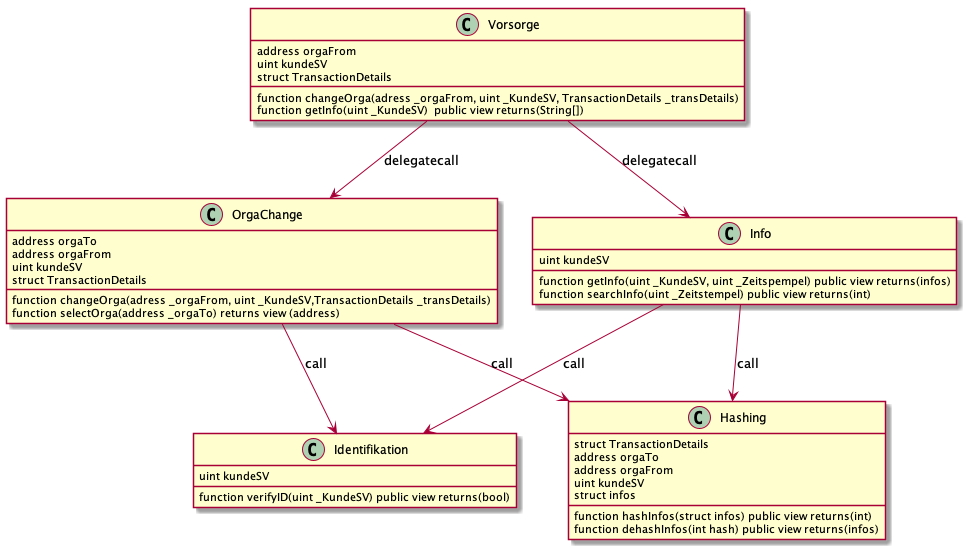 C Vorsorge
address orgaFrom
uint kundeSV
struct TransactionDetails
function changeOrga(adress _orgaFrom, uint _KundeSV, TransactionDetails _transDetails)
function getInfo(uint _KundeSV)  public view returns(String[])
delegatecall
delegatecall
C OrgaChange
address orgaTo
address orgaFrom
uint kundeSV
struct TransactionDetails
function changeOrga(adress _orgaFrom, uint _KundeSV,TransactionDetails _transDetails)
function selectOrga(address _orgaTo) returns view (address)
C Info
uint kundeSV
function getInfo(uint _KundeSV, uint _Zeitspempel) public view returns(infos)
function searchInfo(uint _Zeitstempel) public view returns(int)
call
call
call
call
C Identifikation
uint kundeSV
function verifyID(uint _KundeSV) public view returns(bool)
C Hashing
struct TransactionDetails
address orgaTo
address orgaFrom
uint kundeSV
struct infos
function hashInfos(struct infos) public view returns(int)
function dehashInfos(int hash) public view returns(infos)